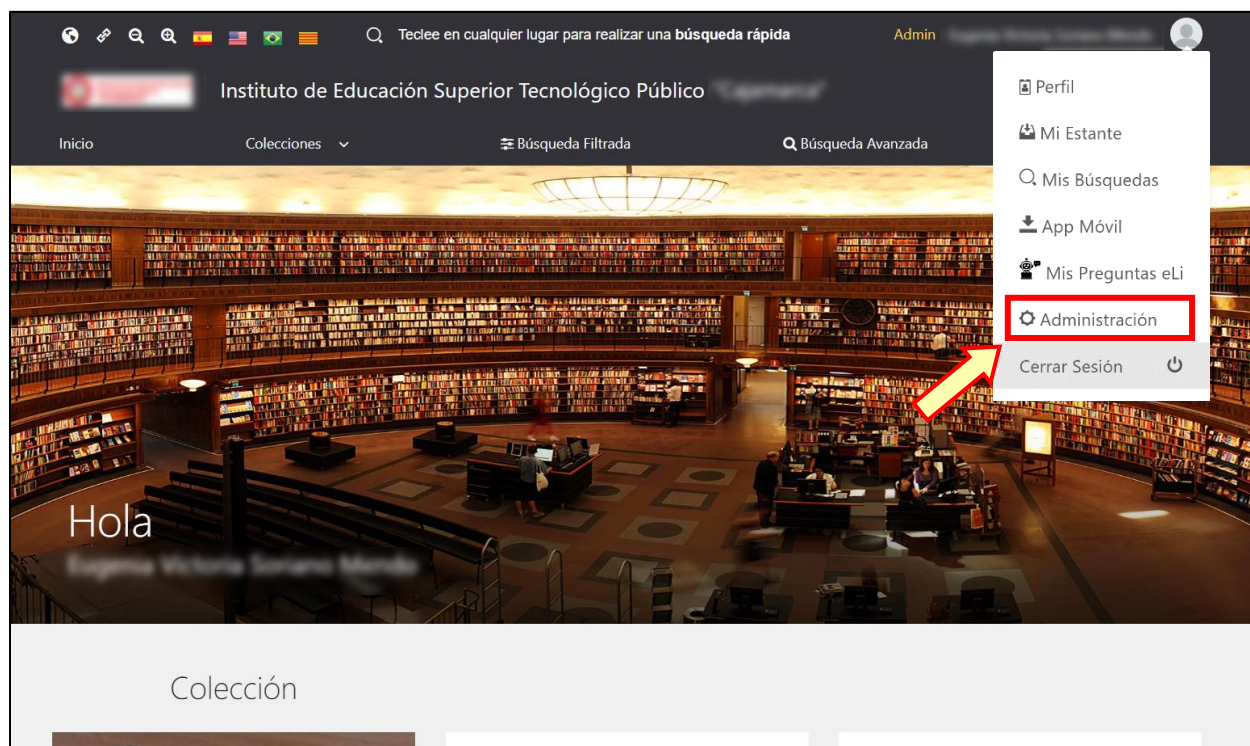 Teclee en cualquier lugar para realizar una búsqueda rápida
Admin
Instituto de Educación Superior Tecnológico Público
Inicio
Colecciones
Búsqueda Filtrada
Búsqueda Avanzada
Perfil
Mi Estante
Mis Búsquedas
App Móvil
Mis Preguntas eLi
Administración
Cerrar Sesión
Hola
Colección